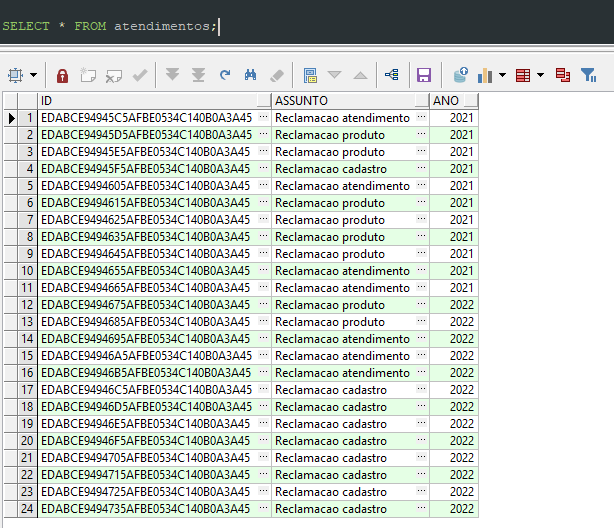 SELECT * FROM atendimentos;
ID ASSUNTO ANO
1 EDABCE94945C5AFBE0534C140B0A3A45 ... Reclamacao atendimento ... 2021
2 EDABCE94945D5AFBE0534C140B0A3A45 ... Reclamacao produto ... 2021
3 EDABCE94945E5AFBE0534C140B0A3A45 ... Reclamacao produto ... 2021
4 EDABCE94945F5AFBE0534C140B0A3A45 ... Reclamacao cadastro ... 2021
5 EDABCE9494605AFBE0534C140B0A3A45 ... Reclamacao atendimento ... 2021
6 EDABCE9494615AFBE0534C140B0A3A45 ... Reclamacao produto ... 2021
7 EDABCE9494625AFBE0534C140B0A3A45 ... Reclamacao produto ... 2021
8 EDABCE9494635AFBE0534C140B0A3A45 ... Reclamacao produto ... 2021
9 EDABCE9494645AFBE0534C140B0A3A45 ... Reclamacao produto ... 2021
10 EDABCE9494655AFBE0534C140B0A3A45 ... Reclamacao atendimento ... 2021
11 EDABCE9494665AFBE0534C140B0A3A45 ... Reclamacao atendimento ... 2021
12 EDABCE9494675AFBE0534C140B0A3A45 ... Reclamacao produto ... 2022
13 EDABCE9494685AFBE0534C140B0A3A45 ... Reclamacao produto ... 2022
14 EDABCE9494695AFBE0534C140B0A3A45 ... Reclamacao atendimento ... 2022
15 EDABCE94946A5AFBE0534C140B0A3A45 ... Reclamacao atendimento ... 2022
16 EDABCE94946B5AFBE0534C140B0A3A45 ... Reclamacao atendimento ... 2022
17 EDABCE94946C5AFBE0534C140B0A3A45 ... Reclamacao cadastro ... 2022
18 EDABCE94946D5AFBE0534C140B0A3A45 ... Reclamacao cadastro ... 2022
19 EDABCE94946E5AFBE0534C140B0A3A45 ... Reclamacao cadastro ... 2022
20 EDABCE94946F5AFBE0534C140B0A3A45 ... Reclamacao cadastro ... 2022
21 EDABCE9494705AFBE0534C140B0A3A45 ... Reclamacao cadastro ... 2022
22 EDABCE9494715AFBE0534C140B0A3A45 ... Reclamacao cadastro ... 2022
23 EDABCE9494725AFBE0534C140B0A3A45 ... Reclamacao cadastro ... 2022
24 EDABCE9494735AFBE0534C140B0A3A45 ... Reclamacao cadastro ... 2022